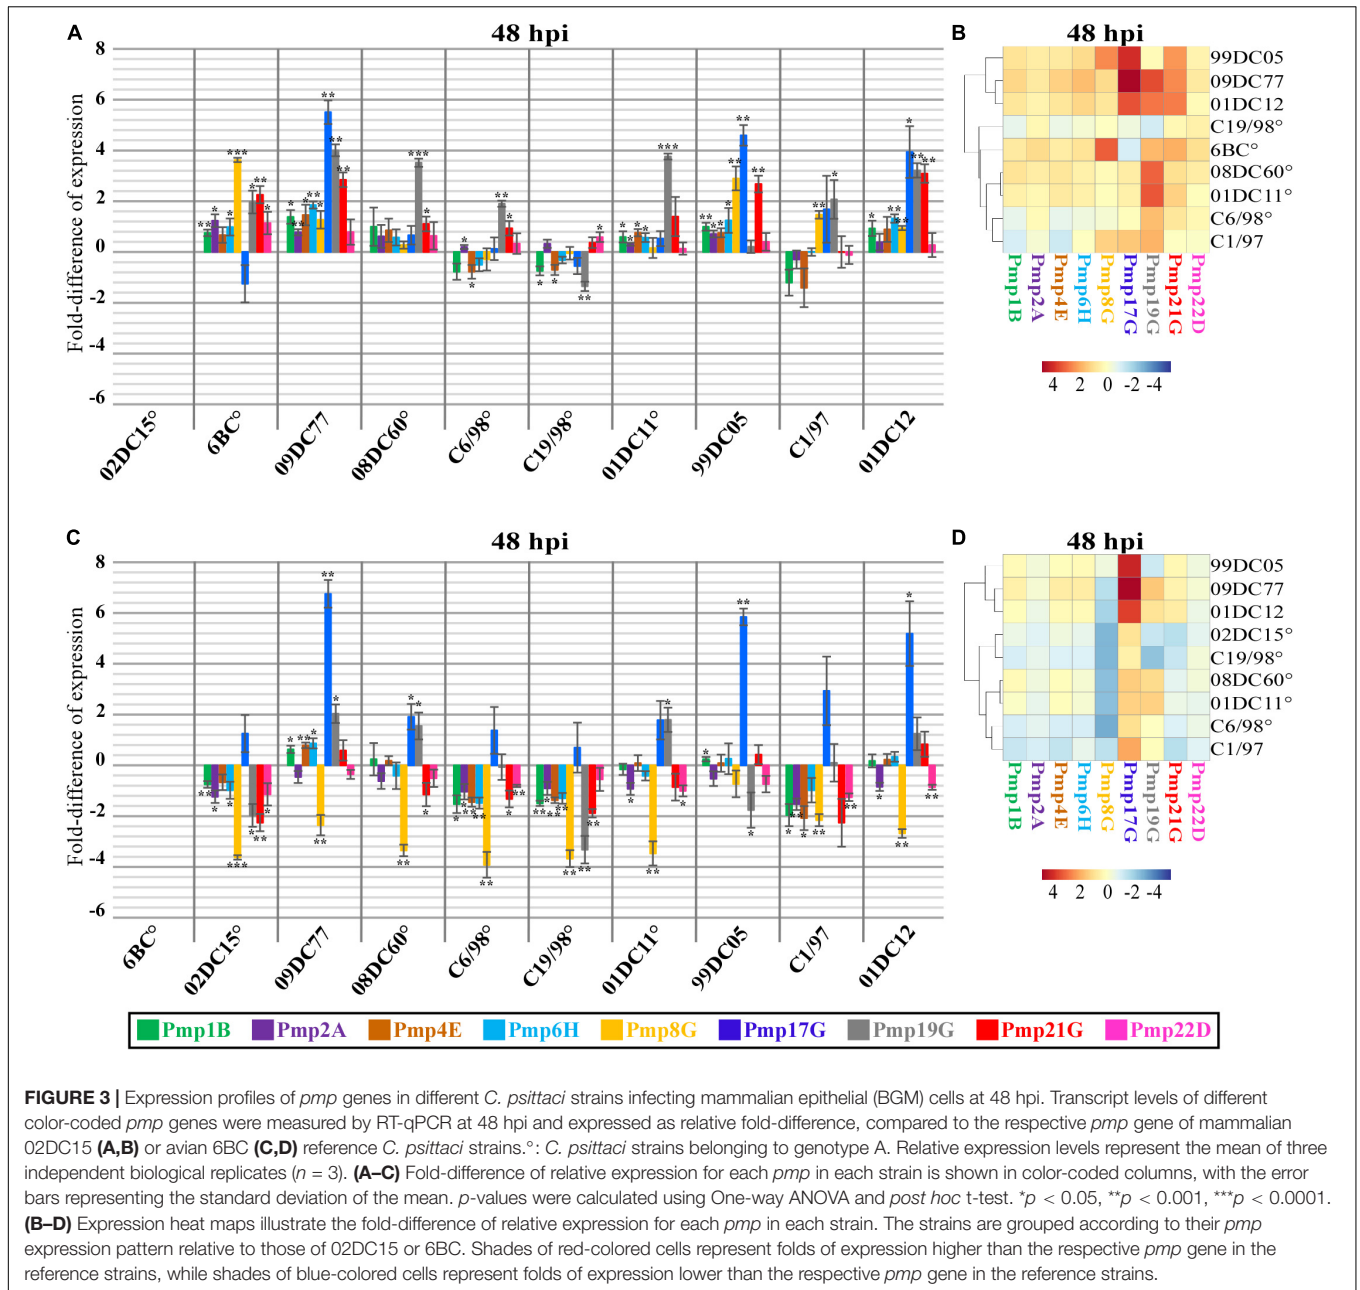 A
48 hpi
8
6
4
2
0
-2
-4
-6
Fold-difference of expression
** * * *** * ** *
* ** * ** * ** ** **
*** *
* * ** *
* * ** *
* * * * ***
** * * * ** ** **
** *
* * ** * ** **
02DC15° 6BC° 09DC77 08DC60° C6/98° C19/98° 01DC11° 99DC05 C1/97 01DC12
B
48 hpi
99DC05
09DC77
01DC12
C19/98°
6BC°
08DC60°
01DC11°
C6/98°
C1/97
Pmp1B Pmp2A Pmp4E Pmp6H Pmp8G Pmp17G Pmp19G Pmp21G Pmp22D
4 2 0 -2 -4
C
48 hpi
8
6
4
2
0
-2
-4
-6
Fold-difference of expression
** * * *** * ** *
* ** * ** ** *
** * * *
* ** ** ** ** * **
** ** ** ** ** ** **
* ** * *
* ** *
* ** * ** *
* ** * **
6BC° 02DC15° 09DC77 08DC60° C6/98° C19/98° 01DC11° 99DC05 C1/97 01DC12
D
48 hpi
99DC05
09DC77
01DC12
02DC15°
C19/98°
08DC60°
01DC11°
C6/98°
C1/97
Pmp1B Pmp2A Pmp4E Pmp6H Pmp8G Pmp17G Pmp19G Pmp21G Pmp22D
4 2 0 -2 -4
Pmp1B Pmp2A Pmp4E Pmp6H Pmp8G Pmp17G Pmp19G Pmp21G Pmp22D
FIGURE 3 | Expression profiles of pmp genes in different C. psittaci strains infecting mammalian epithelial (BGM) cells at 48 hpi. Transcript levels of different
color-coded pmp genes were measured by RT-qPCR at 48 hpi and expressed as relative fold-difference, compared to the respective pmp gene of mammalian
02DC15 (A,B) or avian 6BC (C,D) reference C. psittaci strains.°: C. psittaci strains belonging to genotype A. Relative expression levels represent the mean of three
independent biological replicates (n = 3). (A–C) Fold-difference of relative expression for each pmp in each strain is shown in color-coded columns, with the error
bars representing the standard deviation of the mean. p-values were calculated using One-way ANOVA and post hoc t-test. *p < 0.05, **p < 0.001, ***p < 0.0001.
(B–D) Expression heat maps illustrate the fold-difference of relative expression for each pmp in each strain. The strains are grouped according to their pmp
expression pattern relative to those of 02DC15 or 6BC. Shades of red-colored cells represent folds of expression higher than the respective pmp gene in the
reference strains, while shades of blue-colored cells represent folds of expression lower than the respective pmp gene in the reference strains.